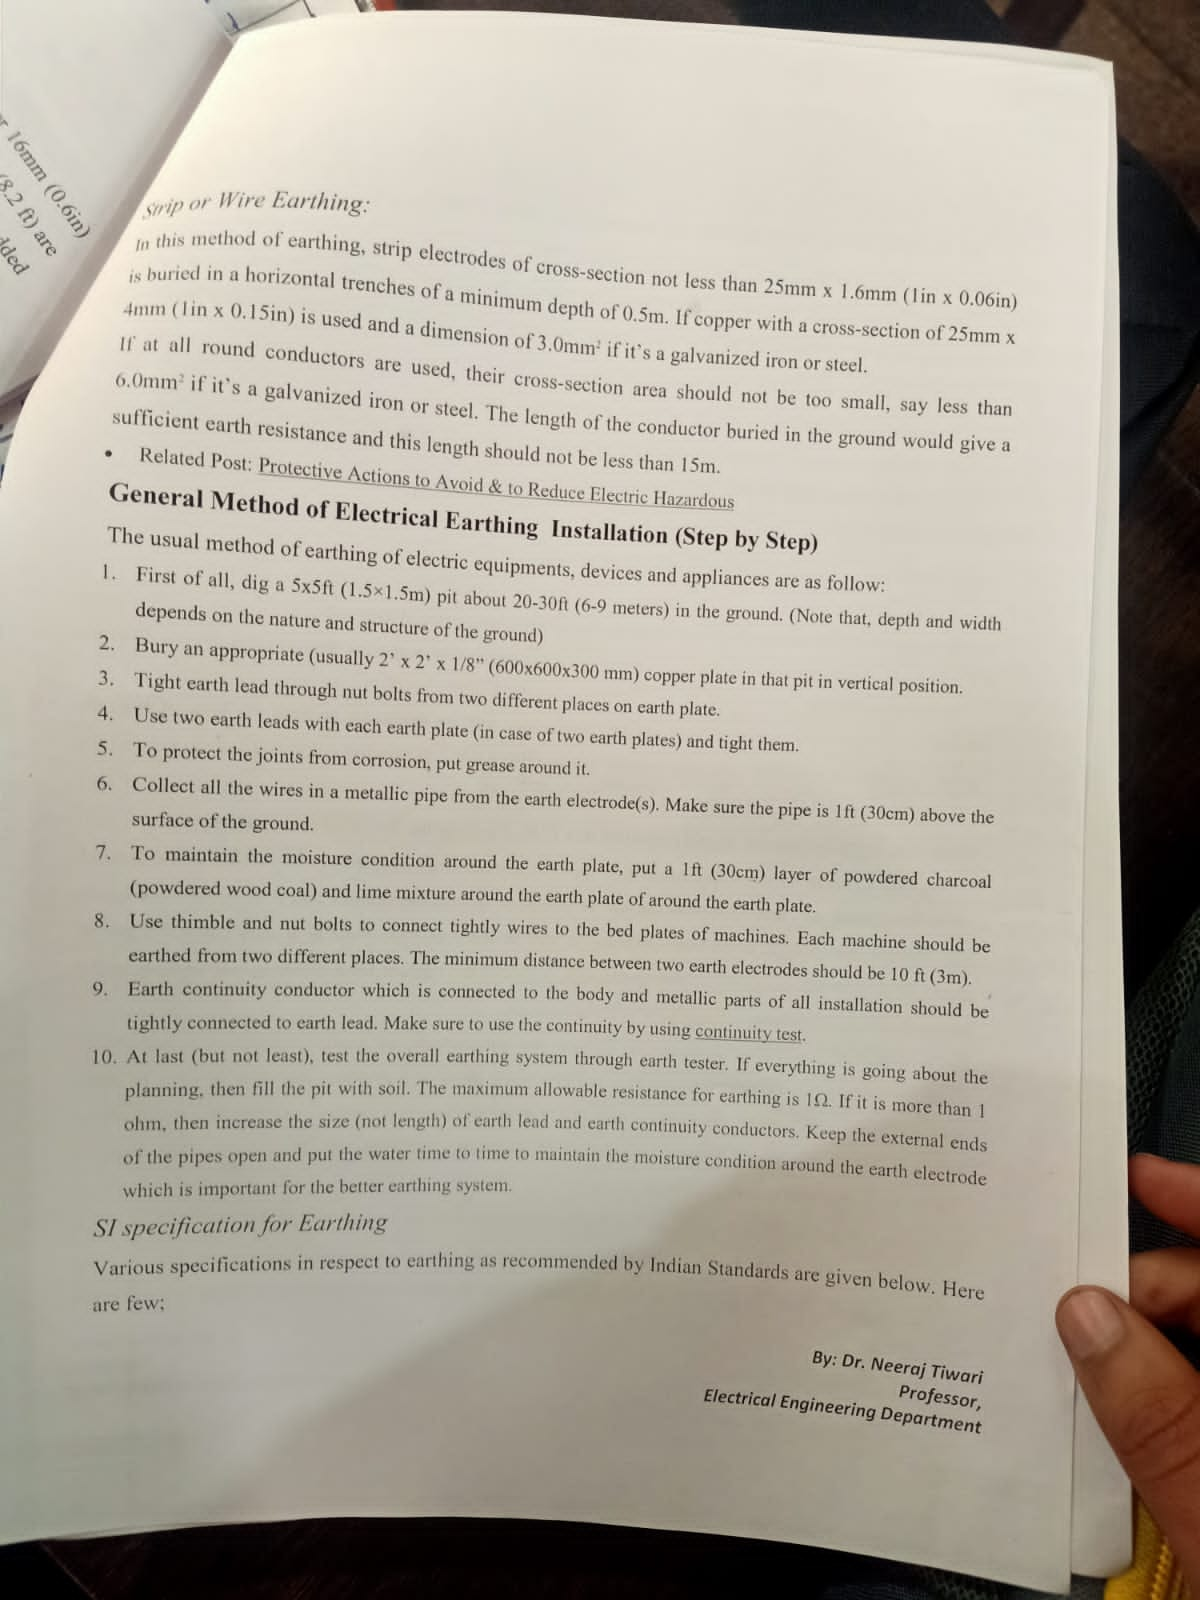 r 16mm (0.6in)
(8.2 ft) are
dded
Strip or Wire Earthing:
In this method of earthing, strip electrodes of cross-section not less than 25mm x 1.6mm (1in x 0.06in)
is buried in a horizontal trenches of a minimum depth of 0.5m. If copper with a cross-section of 25mm x
4mm (1in x 0.15in) is used and a dimension of 3.0mm² if it's a galvanized iron or steel.
If at all round conductors are used, their cross-section area should not be too small, say less than
6.0mm² if it's a galvanized iron or steel. The length of the conductor buried in the ground would give a
sufficient earth resistance and this length should not be less than 15m.
• Related Post: Protective Actions to Avoid & to Reduce Electric Hazardous
General Method of Electrical Earthing Installation (Step by Step)
The usual method of earthing of electric equipments, devices and appliances are as follow:
1. First of all, dig a 5x5ft (1.5×1.5m) pit about 20-30ft (6-9 meters) in the ground. (Note that, depth and width
depends on the nature and structure of the ground)
2. Bury an appropriate (usually 2' x 2' x 1/8" (600x600x300 mm) copper plate in that pit in vertical position.
3. Tight earth lead through nut bolts from two different places on earth plate.
4. Use two earth leads with each earth plate (in case of two earth plates) and tight them.
5. To protect the joints from corrosion, put grease around it.
6. Collect all the wires in a metallic pipe from the earth electrode(s). Make sure the pipe is 1ft (30cm) above the
surface of the ground.
7. To maintain the moisture condition around the earth plate, put a 1ft (30cm) layer of powdered charcoal
(powdered wood coal) and lime mixture around the earth plate of around the earth plate.
8. Use thimble and nut bolts to connect tightly wires to the bed plates of machines. Each machine should be
earthed from two different places. The minimum distance between two earth electrodes should be 10 ft (3m).
9. Earth continuity conductor which is connected to the body and metallic parts of all installation should be
tightly connected to earth lead. Make sure to use the continuity by using continuity test.
10. At last (but not least), test the overall earthing system through earth tester. If everything is going about the
planning, then fill the pit with soil. The maximum allowable resistance for earthing is 1Ω. If it is more than 1
ohm, then increase the size (not length) of earth lead and earth continuity conductors. Keep the external ends
of the pipes open and put the water time to time to maintain the moisture condition around the earth electrode
which is important for the better earthing system.
SI specification for Earthing
Various specifications in respect to earthing as recommended by Indian Standards are given below. Here
are few;
By: Dr. Neeraj Tiwari
Professor,
Electrical Engineering Department